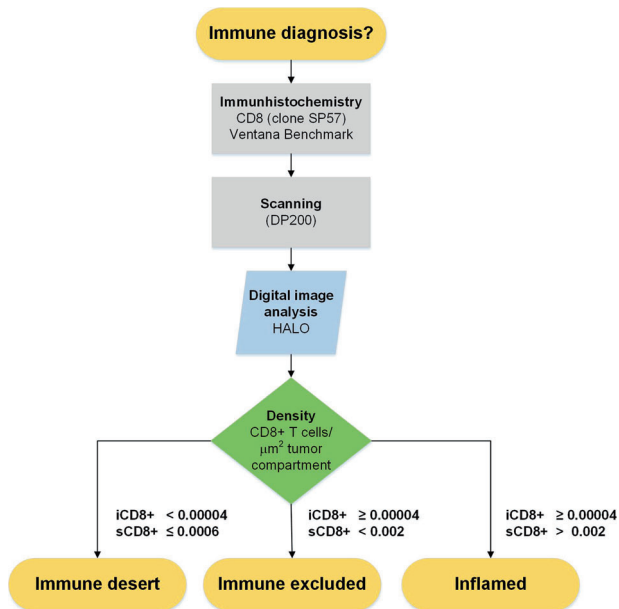 Immune diagnosis?
Immunhistochemistry
CD8 (clone SP57)
Ventana Benchmark
Scanning
(DP200)
Digital image
analysis
HALO
Density
CD8+ T cells/
μm² tumor
compartment
iCD8+ < 0.00004
sCD8+ ≤ 0.0006
iCD8+ ≥ 0.00004
sCD8+ < 0.002
iCD8+ ≥ 0.00004
sCD8+ > 0.002
Immune desert
Immune excluded
Inflamed